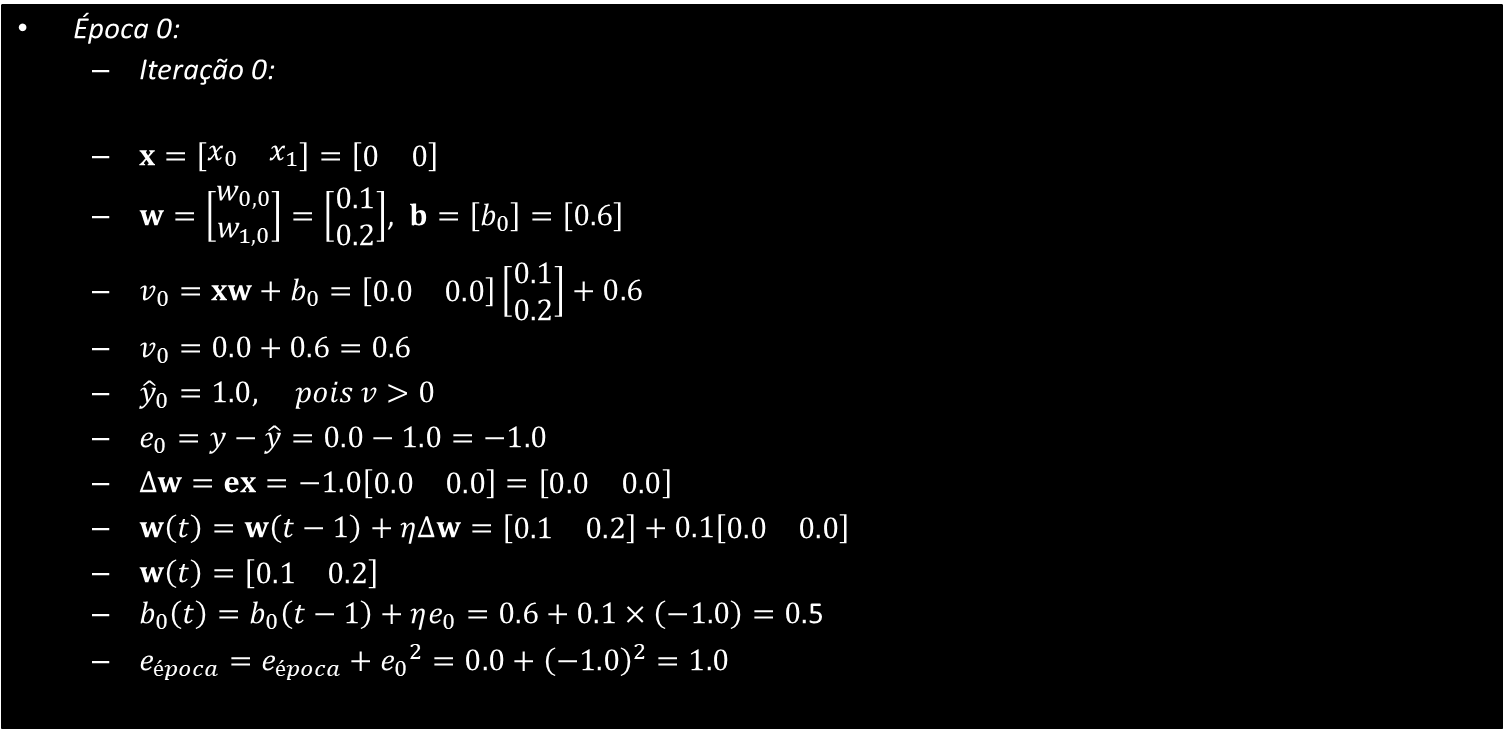 • Época 0:
– Iteração 0:
– 𝐱 = [x₀ x₁] = [0 0]
– 𝐰 = [w₀,₀ w₁,₀] = [0.1 0.2], 𝐛 = [b₀] = [0.6]
– v₀ = 𝐱𝐰 + b₀ = [0.0 0.0] [0.1 0.2] + 0.6
– v₀ = 0.0 + 0.6 = 0.6
– ŷ₀ = 1.0, pois v > 0
– e₀ = y − ŷ = 0.0 − 1.0 = −1.0
– Δ𝐰 = 𝐞𝐱 = −1.0[0.0 0.0] = [0.0 0.0]
– 𝐰(t) = 𝐰(t − 1) + ηΔ𝐰 = [0.1 0.2] + 0.1[0.0 0.0]
– 𝐰(t) = [0.1 0.2]
– b₀(t) = b₀(t − 1) + ηe₀ = 0.6 + 0.1 × (−1.0) = 0.5
– e_época = e_época + e₀² = 0.0 + (−1.0)² = 1.0